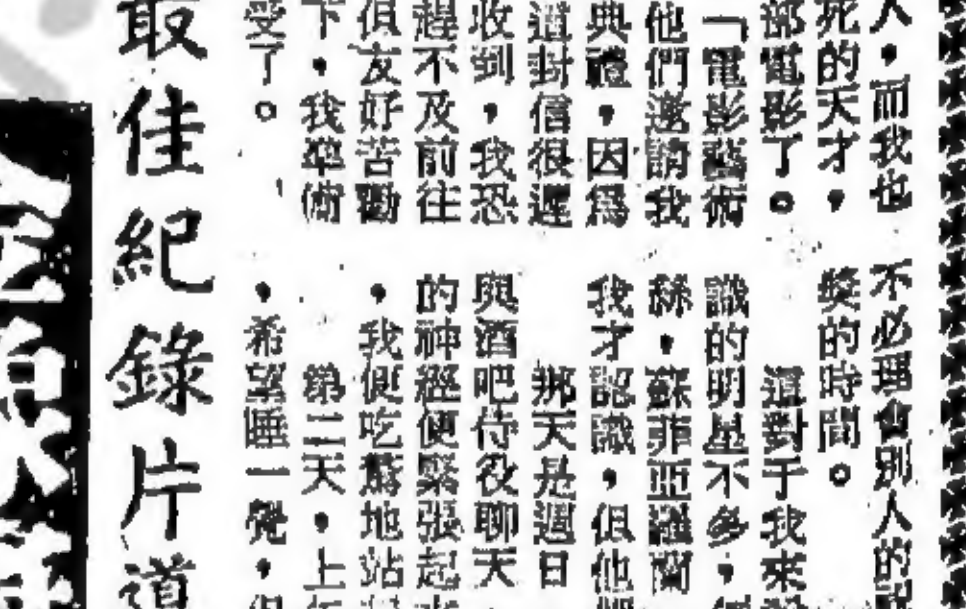 人，而我也
死的天才，
部電影了。
「電影藝術
他們邀請我
典禮，因爲
這封信很遲
收到，我恐
趕不及前往
但友好苦勸
下，我準備
受了。
不必理會別人的
獎的時間。
這對于我來
識的明星不多，
蘇菲亞羅蘭
我才認識，但他
那天是週日
與酒吧侍役聊天
的神經便緊張起
，我便吃驚地站
第二天，上
，希望睡一覺，
最佳紀錄片導